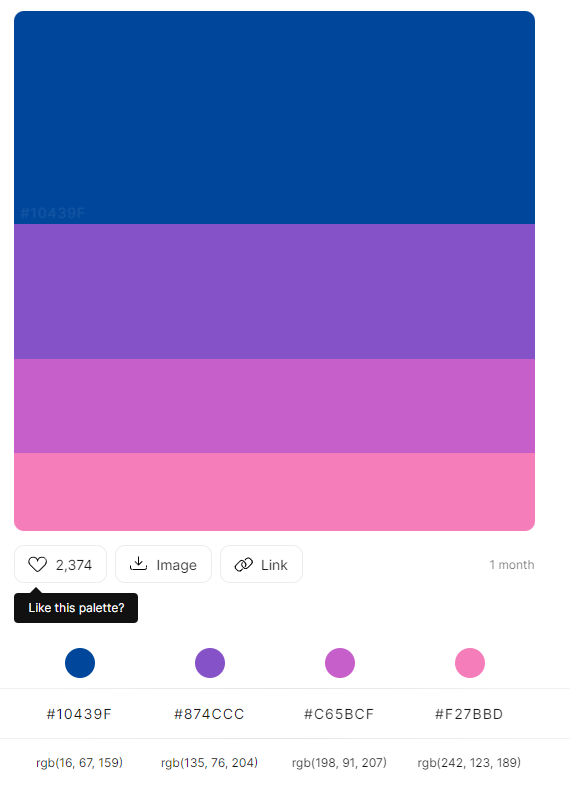 #10439F
2,374 Image Link 1 month
Like this palette?
#10439F #874CCC #C65BCF #F27BBD
rgb(16, 67, 159) rgb(135, 76, 204) rgb(198, 91, 207) rgb(242, 123, 189)